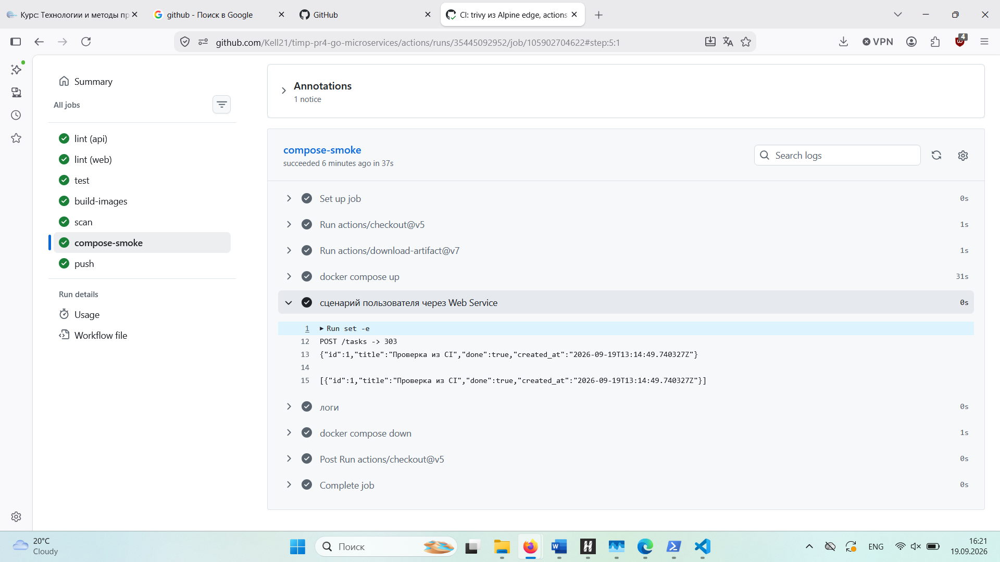 Курс: Технологии и методы пр
github - Поиск в Google
GitHub
CI: trivy из Alpine edge, actions
github.com/Kell21/timp-pr4-go-microservices/actions/runs/35445092952/job/105902704622#step:5:1
VPN
4
Summary
All jobs
lint (api)
lint (web)
test
build-images
scan
compose-smoke
push
Run details
Usage
Workflow file
Annotations
1 notice
compose-smoke
succeeded 6 minutes ago in 37s
Search logs
Set up job 0s
Run actions/checkout@v5 1s
Run actions/download-artifact@v7 1s
docker compose up 31s
сценарий пользователя через Web Service 0s
1 Run set -e
12 POST /tasks -> 303
13 {"id":1,"title":"Проверка из CI","done":true,"created_at":"2026-09-19T13:14:49.740327Z"}
14
15 [{"id":1,"title":"Проверка из CI","done":true,"created_at":"2026-09-19T13:14:49.740327Z"}]
логи 0s
docker compose down 1s
Post Run actions/checkout@v5 0s
Complete job 0s
20°C
Cloudy
Поиск
ENG
16:21
19.09.2026